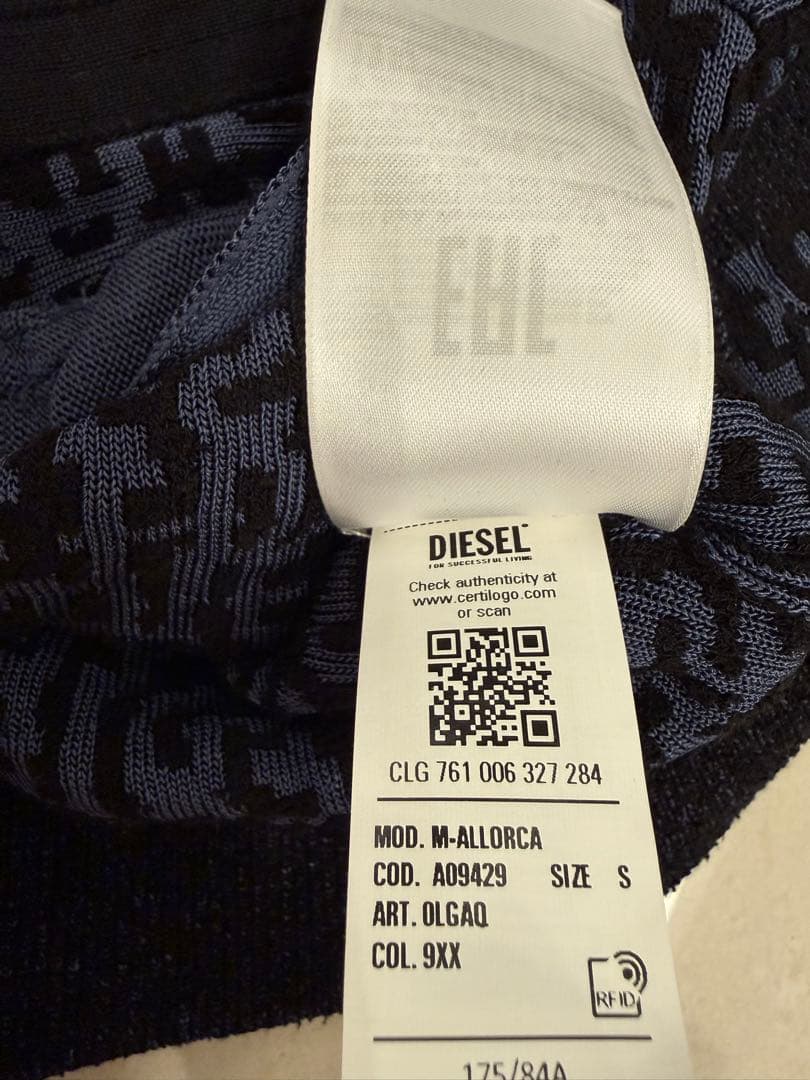 EAC
DIESEL
FOR SUCCESSFUL LIVING
Check authenticity at
www.certilogo.com
or scan
CLG 761 006 327 284
MOD. M-ALLORCA
COD. A09429 SIZE S
ART. 0LGAQ
COL. 9XX
RFID
175/84A